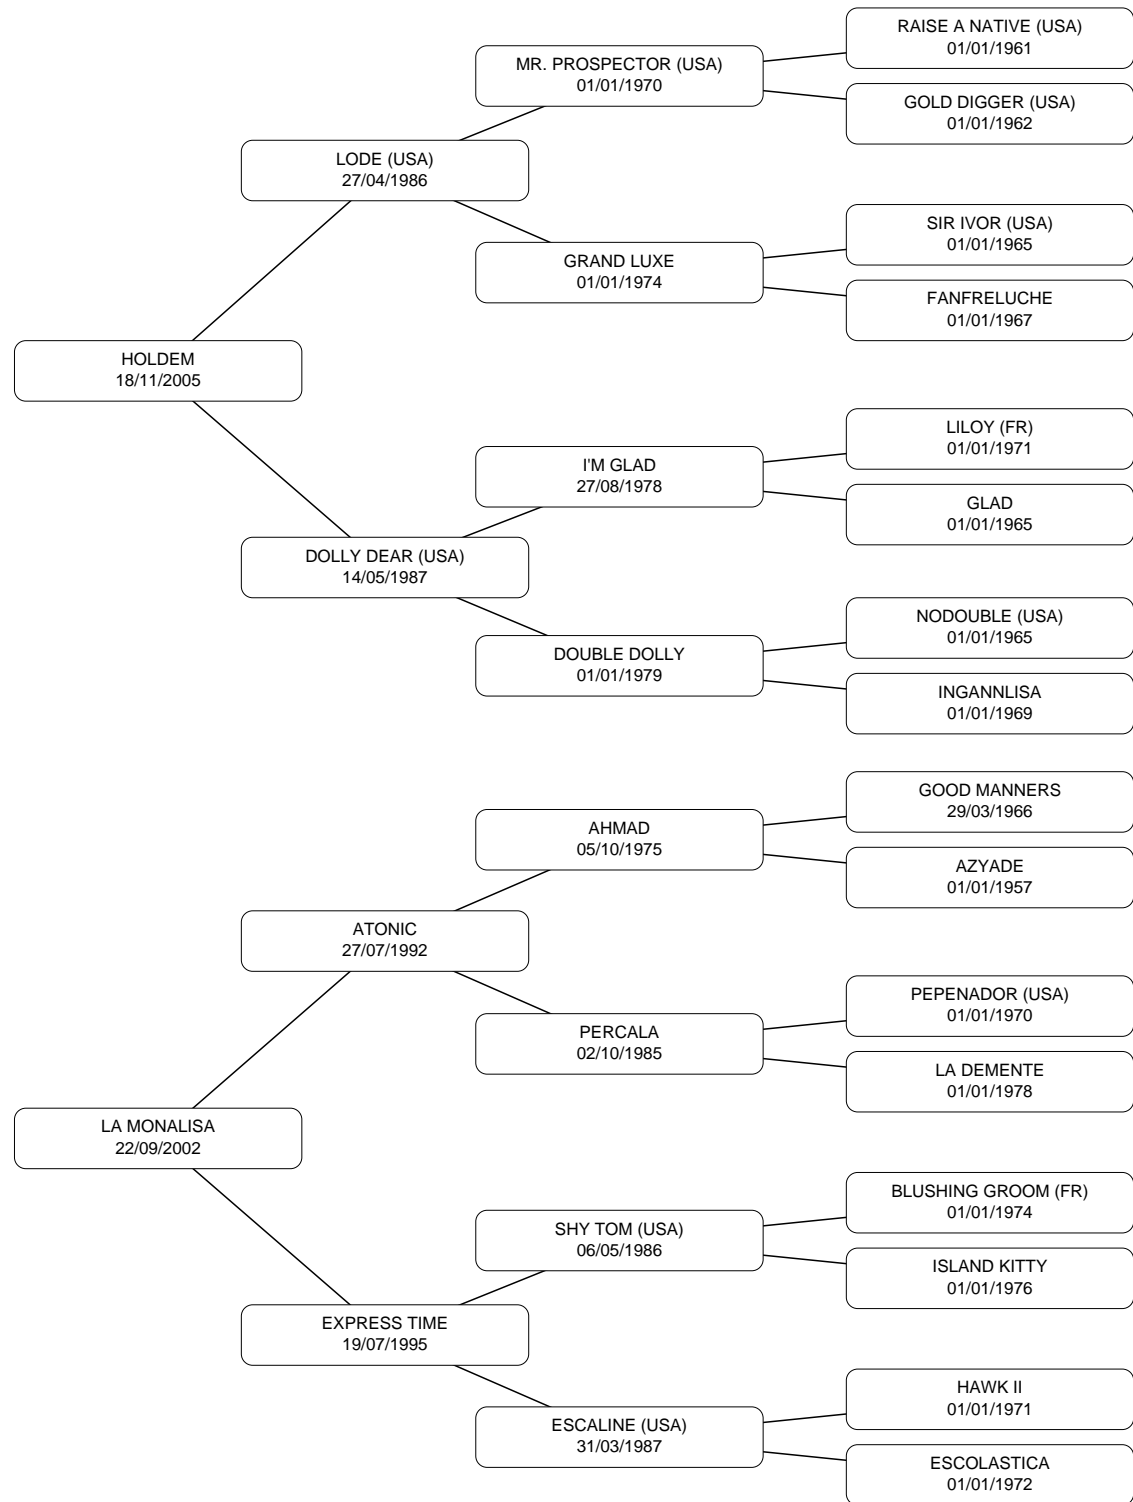 RAISE A NATIVE (USA)
01/01/1961
MR. PROSPECTOR (USA)
01/01/1970
GOLD DIGGER (USA)
01/01/1962
LODE (USA)
27/04/1986
SIR IVOR (USA)
01/01/1965
GRAND LUXE
01/01/1974
FANFRELUCHE
01/01/1967
HOLDEM
18/11/2005
LILOY (FR)
01/01/1971
I'M GLAD
27/08/1978
GLAD
01/01/1965
DOLLY DEAR (USA)
14/05/1987
NODOUBLE (USA)
01/01/1965
DOUBLE DOLLY
01/01/1979
INGANNLISA
01/01/1969
GOOD MANNERS
29/03/1966
AHMAD
05/10/1975
AZYADE
01/01/1957
ATONIC
27/07/1992
PEPENADOR (USA)
01/01/1970
PERCALA
02/10/1985
LA DEMENTE
01/01/1978
LA MONALISA
22/09/2002
BLUSHING GROOM (FR)
01/01/1974
SHY TOM (USA)
06/05/1986
ISLAND KITTY
01/01/1976
EXPRESS TIME
19/07/1995
HAWK II
01/01/1971
ESCALINE (USA)
31/03/1987
ESCOLASTICA
01/01/1972